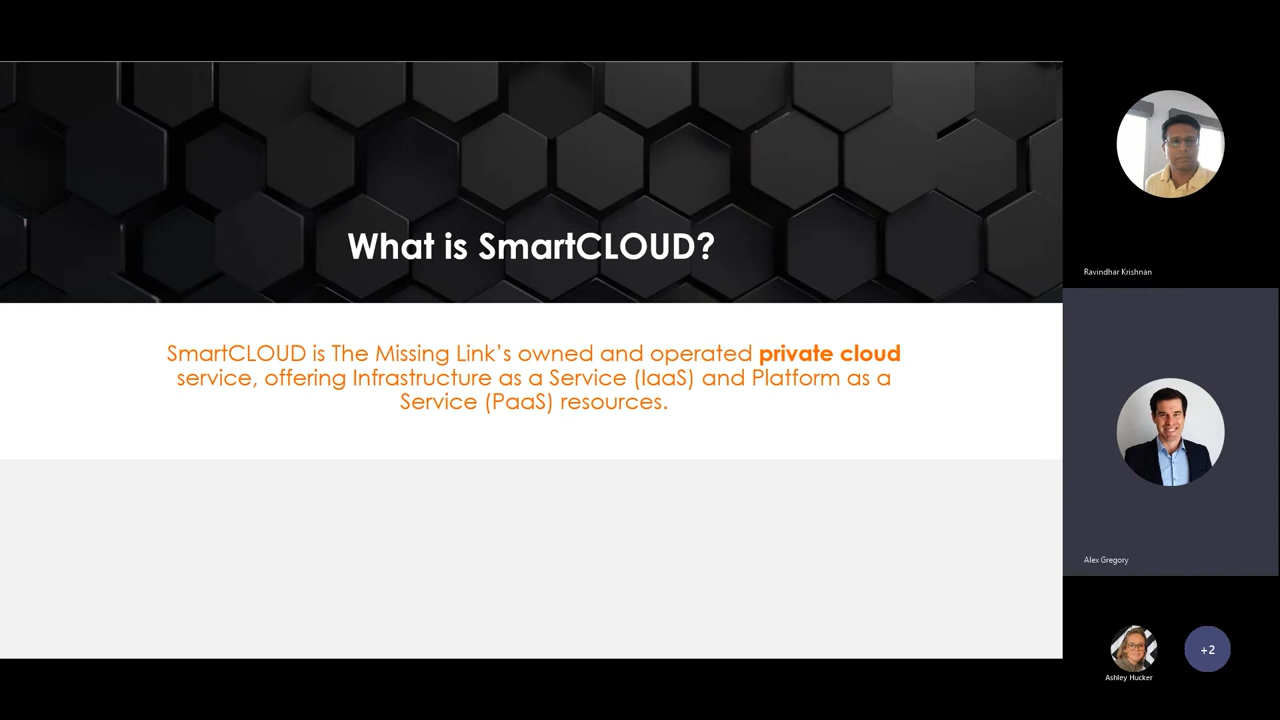 What is SmartCLOUD?
SmartCLOUD is The Missing Link’s owned and operated private cloud
service, offering Infrastructure as a Service (IaaS) and Platform as a
Service (PaaS) resources.
Ravindhar Krishnan
Alex Gregory
+2
Ashley Hucker